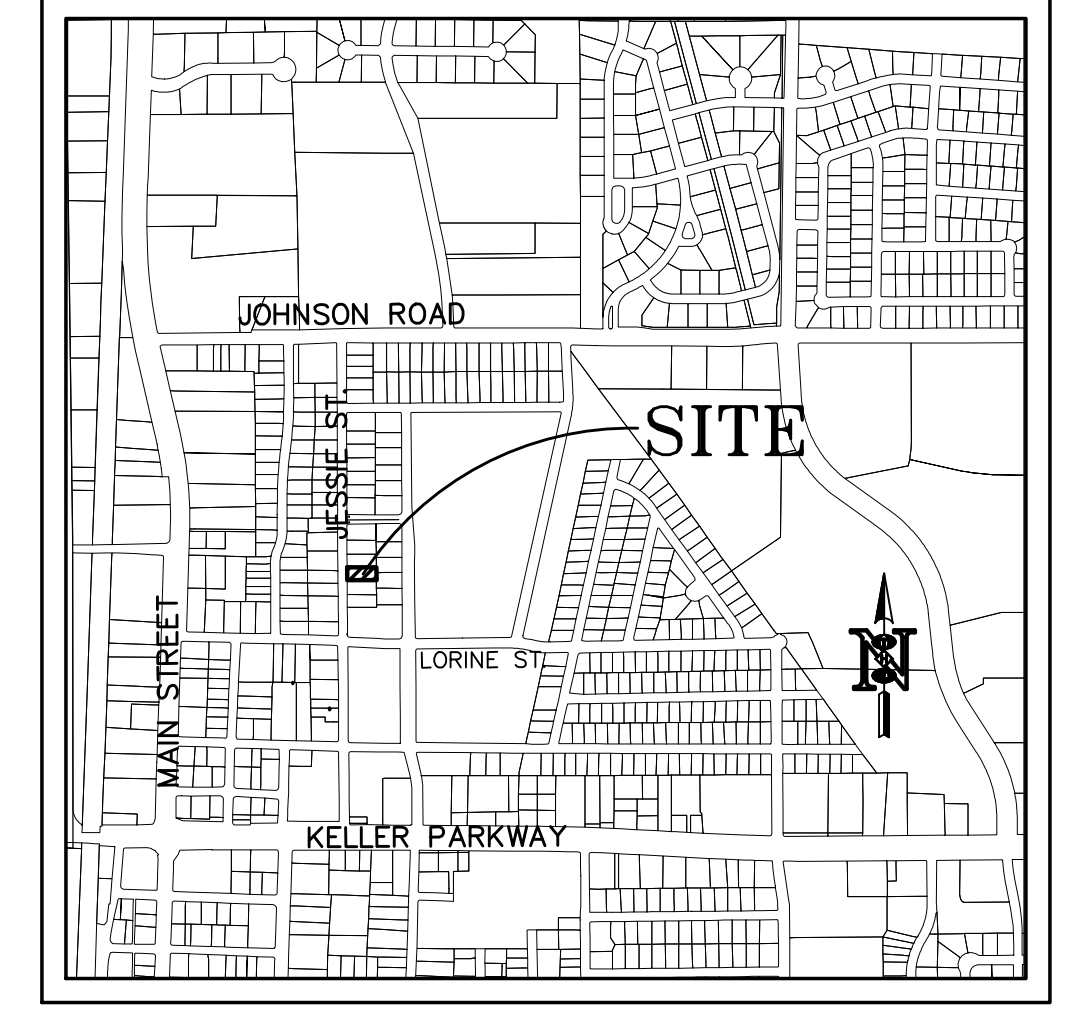 JOHNSON ROAD
JESSIE ST.
SITE
N
MAIN STREET
LORINE ST.
KELLER PARKWAY